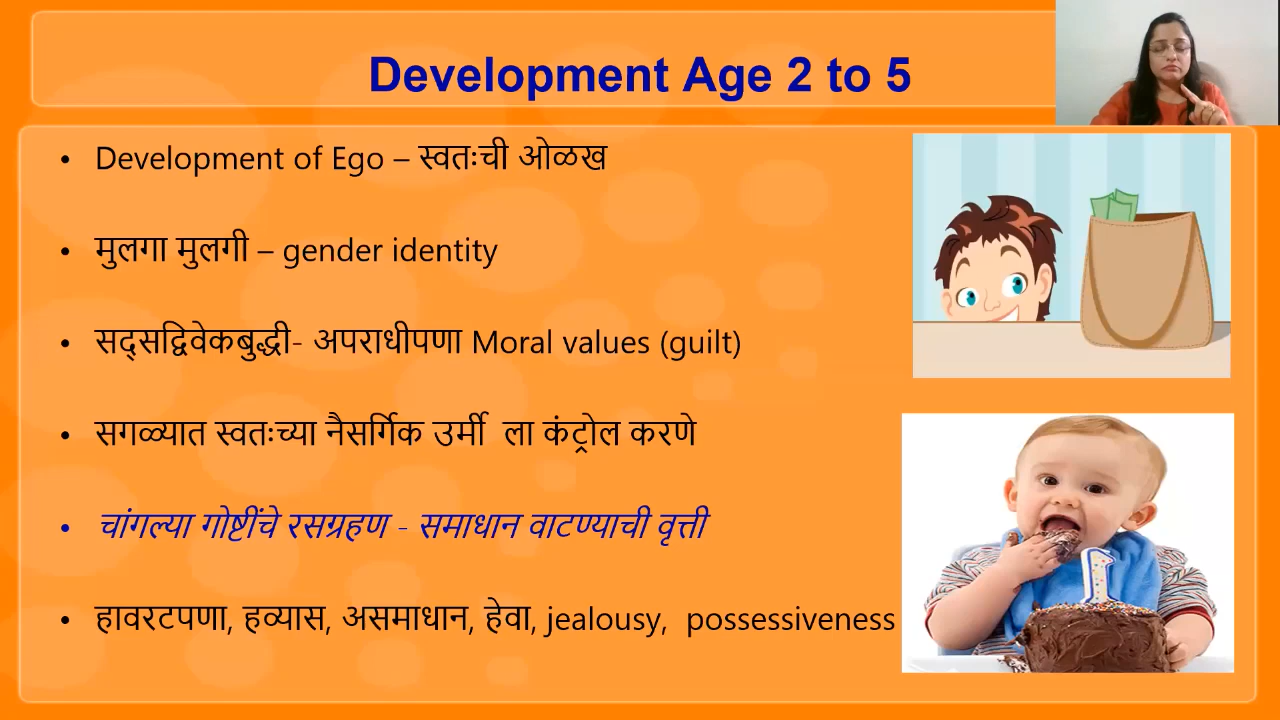 Development Age 2 to 5
• Development of Ego – स्वतःची ओळख
• मुलगा मुलगी – gender identity
• सद्सद्विवेकबुद्धी- अपराधीपणा Moral values (guilt)
• सगळ्यात स्वतःच्या नैसर्गिक उर्मी ला कंट्रोल करणे
• चांगल्या गोष्टींचे रसग्रहण - समाधान वाटण्याची वृत्ती
• हावरटपणा, हव्यास, असमाधान, हेवा, jealousy, possessiveness
1